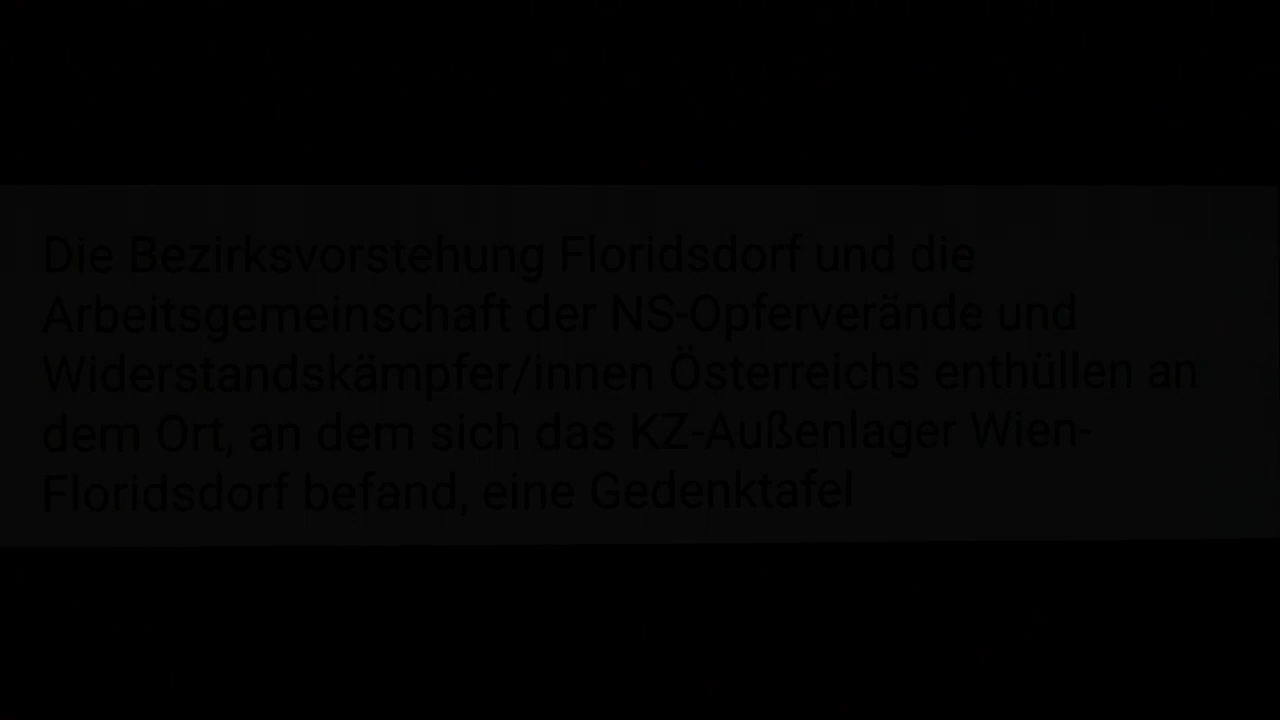 Die Bezirksvorstehung Floridsdorf und die
Arbeitsgemeinschaft der NS-Opferverände und
Widerstandskämpfer/innen Österreichs enthüllen an
dem Ort, an dem sich das KZ-Außenlager Wien-
Floridsdorf befand, eine Gedenktafel